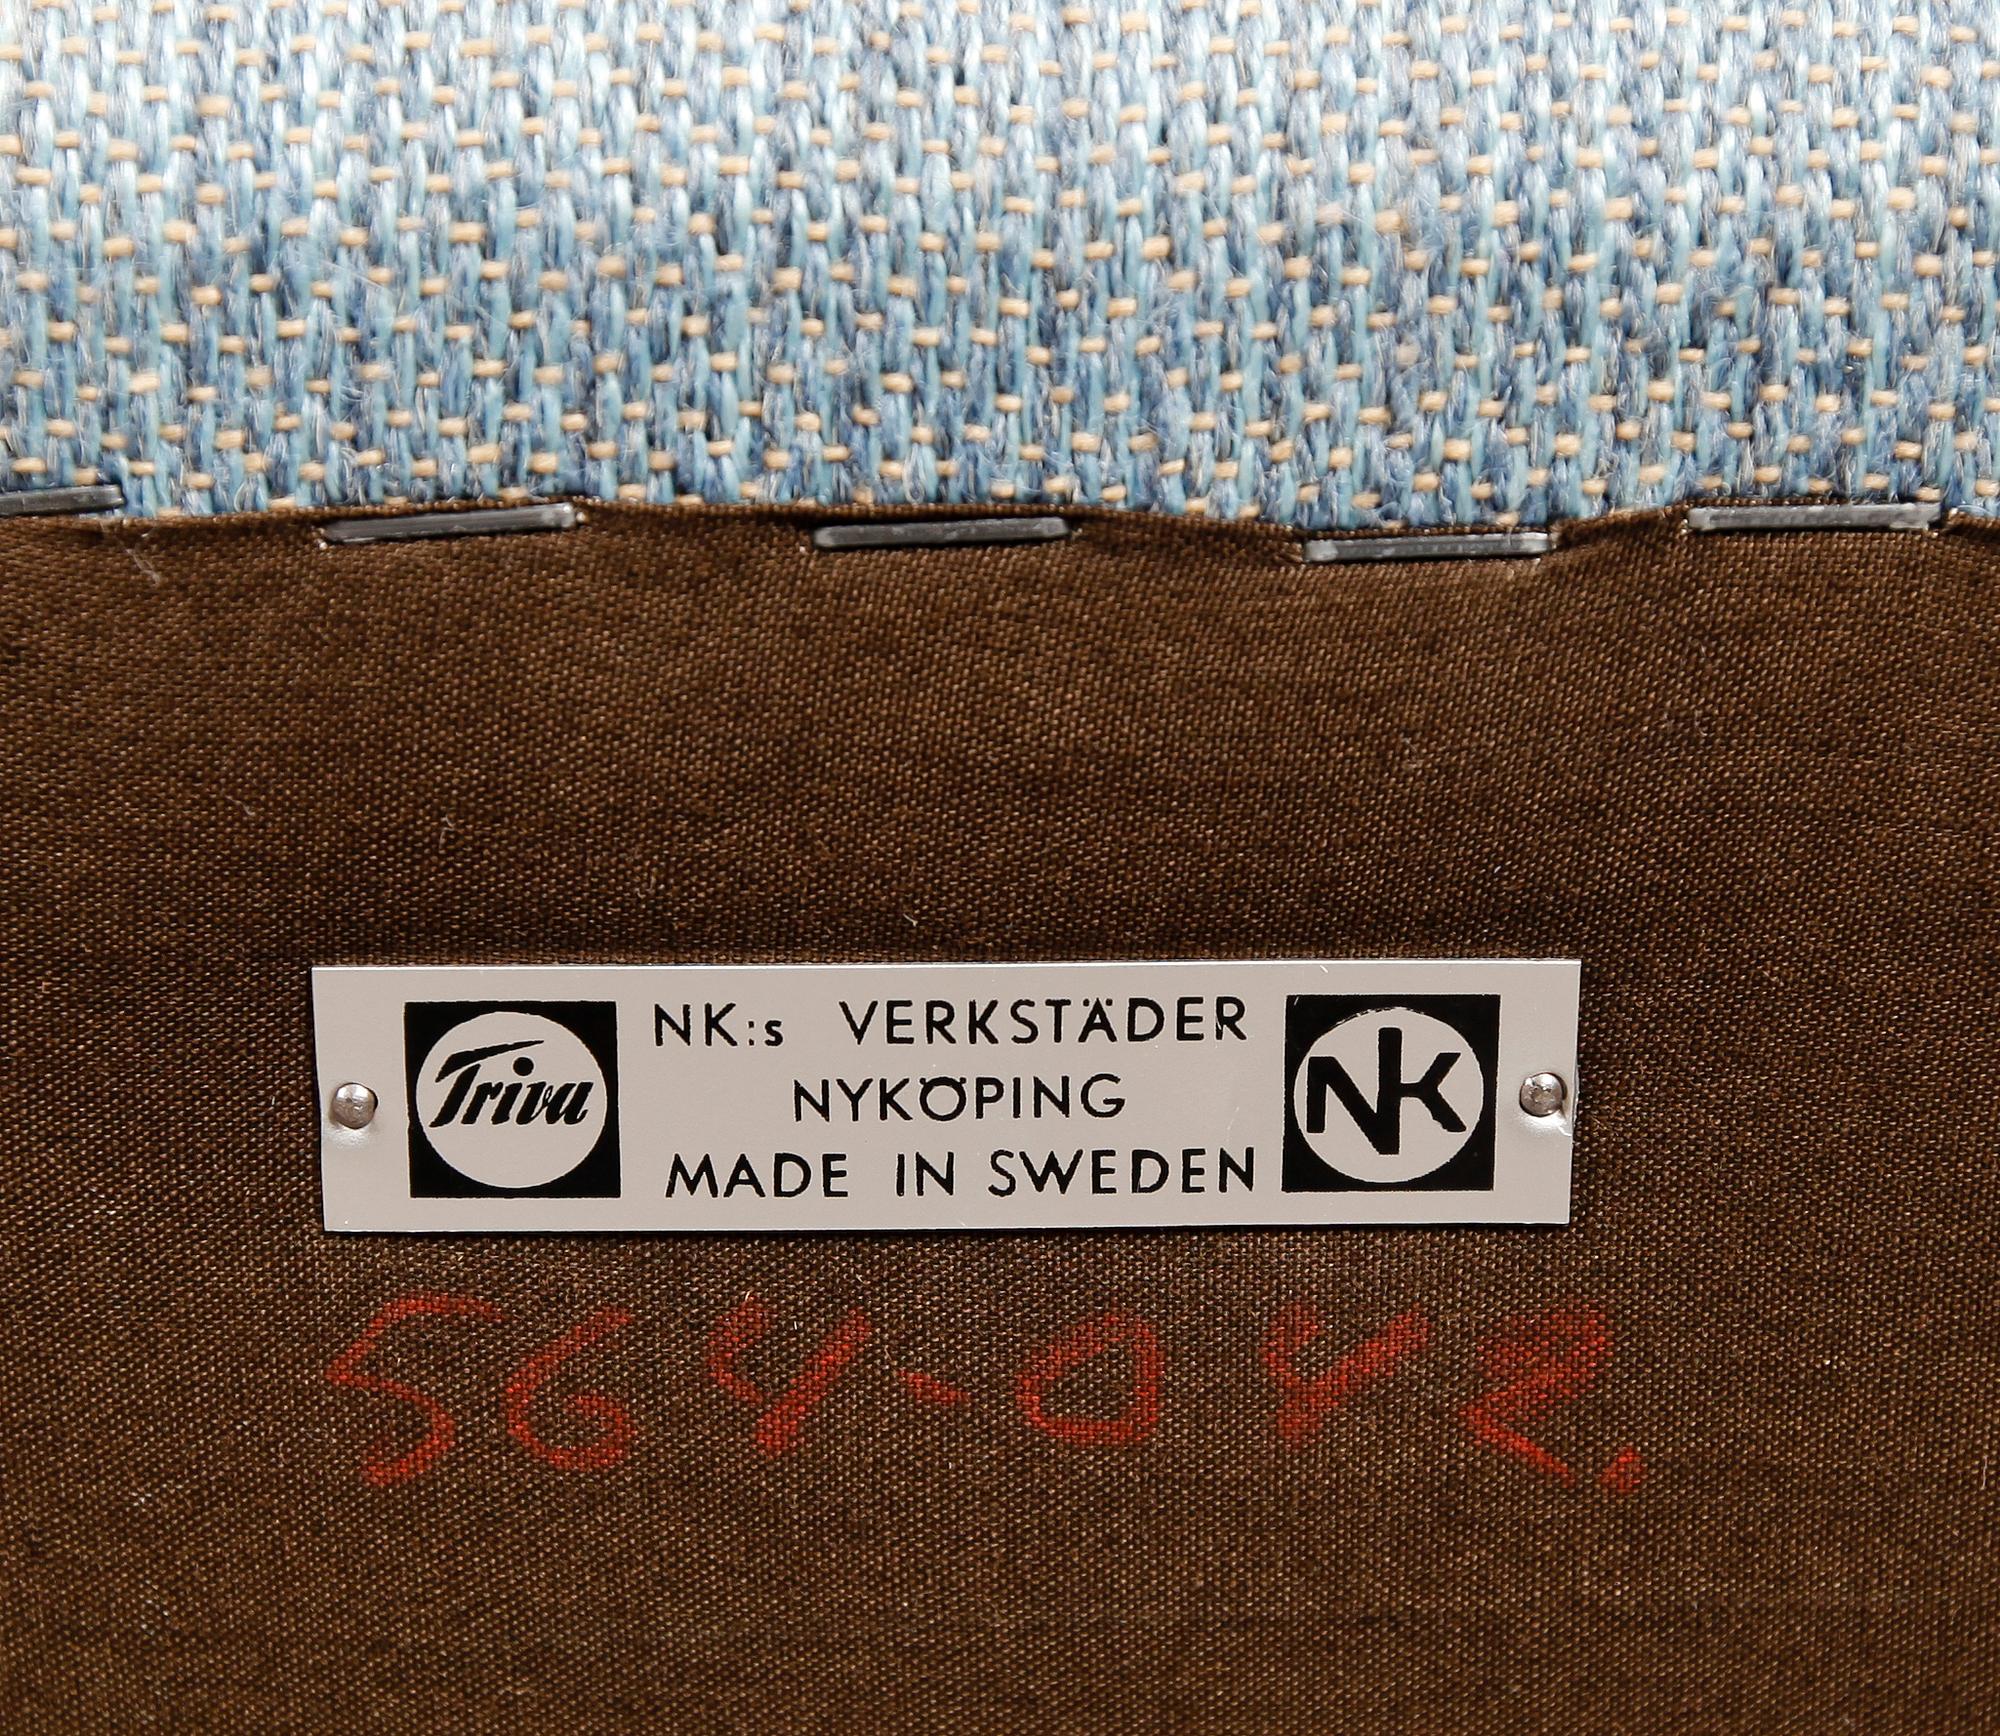 Triva
NK:s VERKSTÄDER
NYKÖPING
MADE IN SWEDEN
NK
564-042.